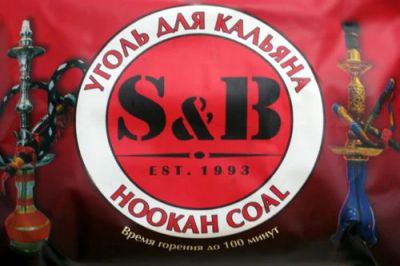 УГОЛЬ ДЛЯ КАЛЬЯНА
S&B
EST. 1993
HOOKAH COAL
Время горения до 100 минут